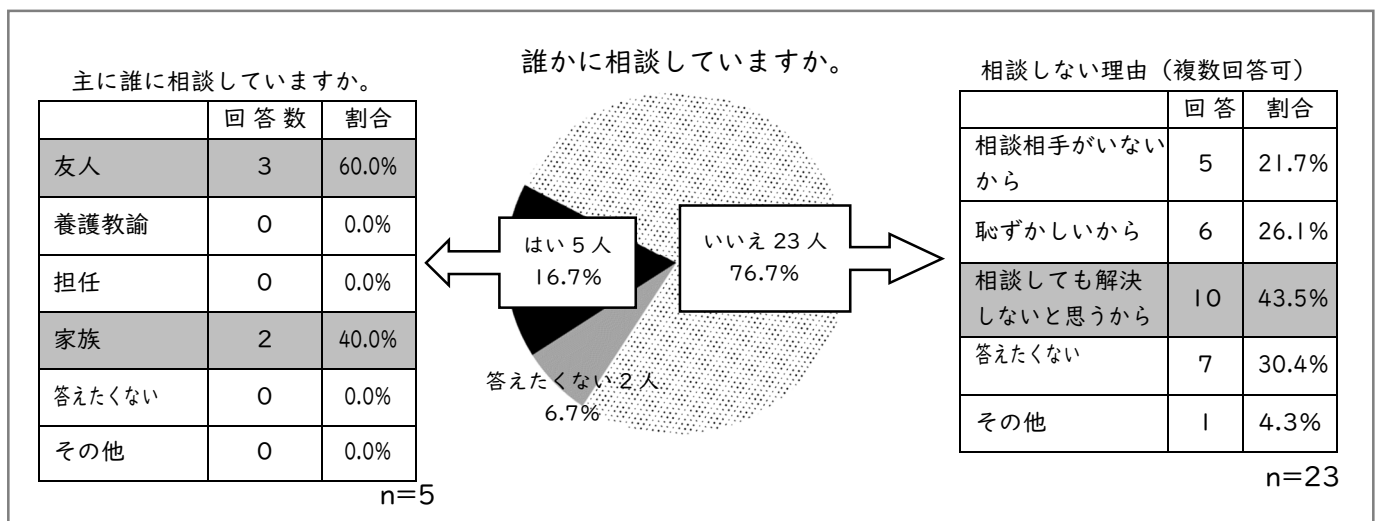 誰かに相談していますか。
主に誰に相談していますか。
回答数 割合
友人 3 60.0%
養護教諭 0 0.0%
担任 0 0.0%
家族 2 40.0%
答えたくない 0 0.0%
その他 0 0.0%
n=5
はい 5 人
16.7%
いいえ 23 人
76.7%
答えたくない 2 人
6.7%
相談しない理由（複数回答可）
回答 割合
相談相手がいない
から 5 21.7%
恥ずかしいから 6 26.1%
相談しても解決
しないと思うから 10 43.5%
答えたくない 7 30.4%
その他 1 4.3%
n=23